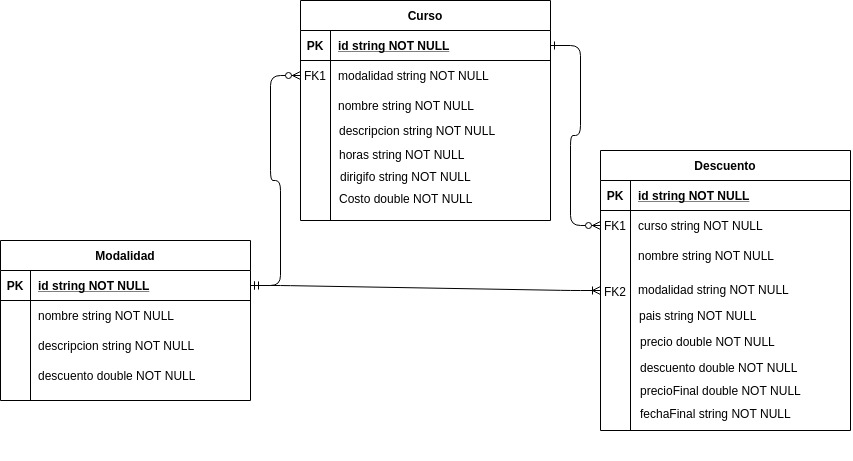 Curso
PK id string NOT NULL
FK1 modalidad string NOT NULL
nombre string NOT NULL
descripcion string NOT NULL
horas string NOT NULL
dirigifo string NOT NULL
Costo double NOT NULL
Descuento
PK id string NOT NULL
FK1 curso string NOT NULL
nombre string NOT NULL
FK2 modalidad string NOT NULL
pais string NOT NULL
precio double NOT NULL
descuento double NOT NULL
precioFinal double NOT NULL
fechaFinal string NOT NULL
Modalidad
PK id string NOT NULL
nombre string NOT NULL
descripcion string NOT NULL
descuento double NOT NULL